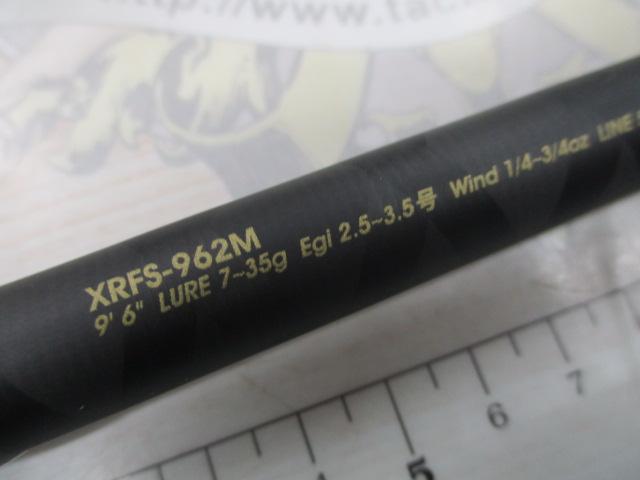 http://www.tac
XRFS-962M
9' 6" LURE 7~35g Egi 2.5~3.5号 Wind 1/4~3/4oz LINE
5 6 7